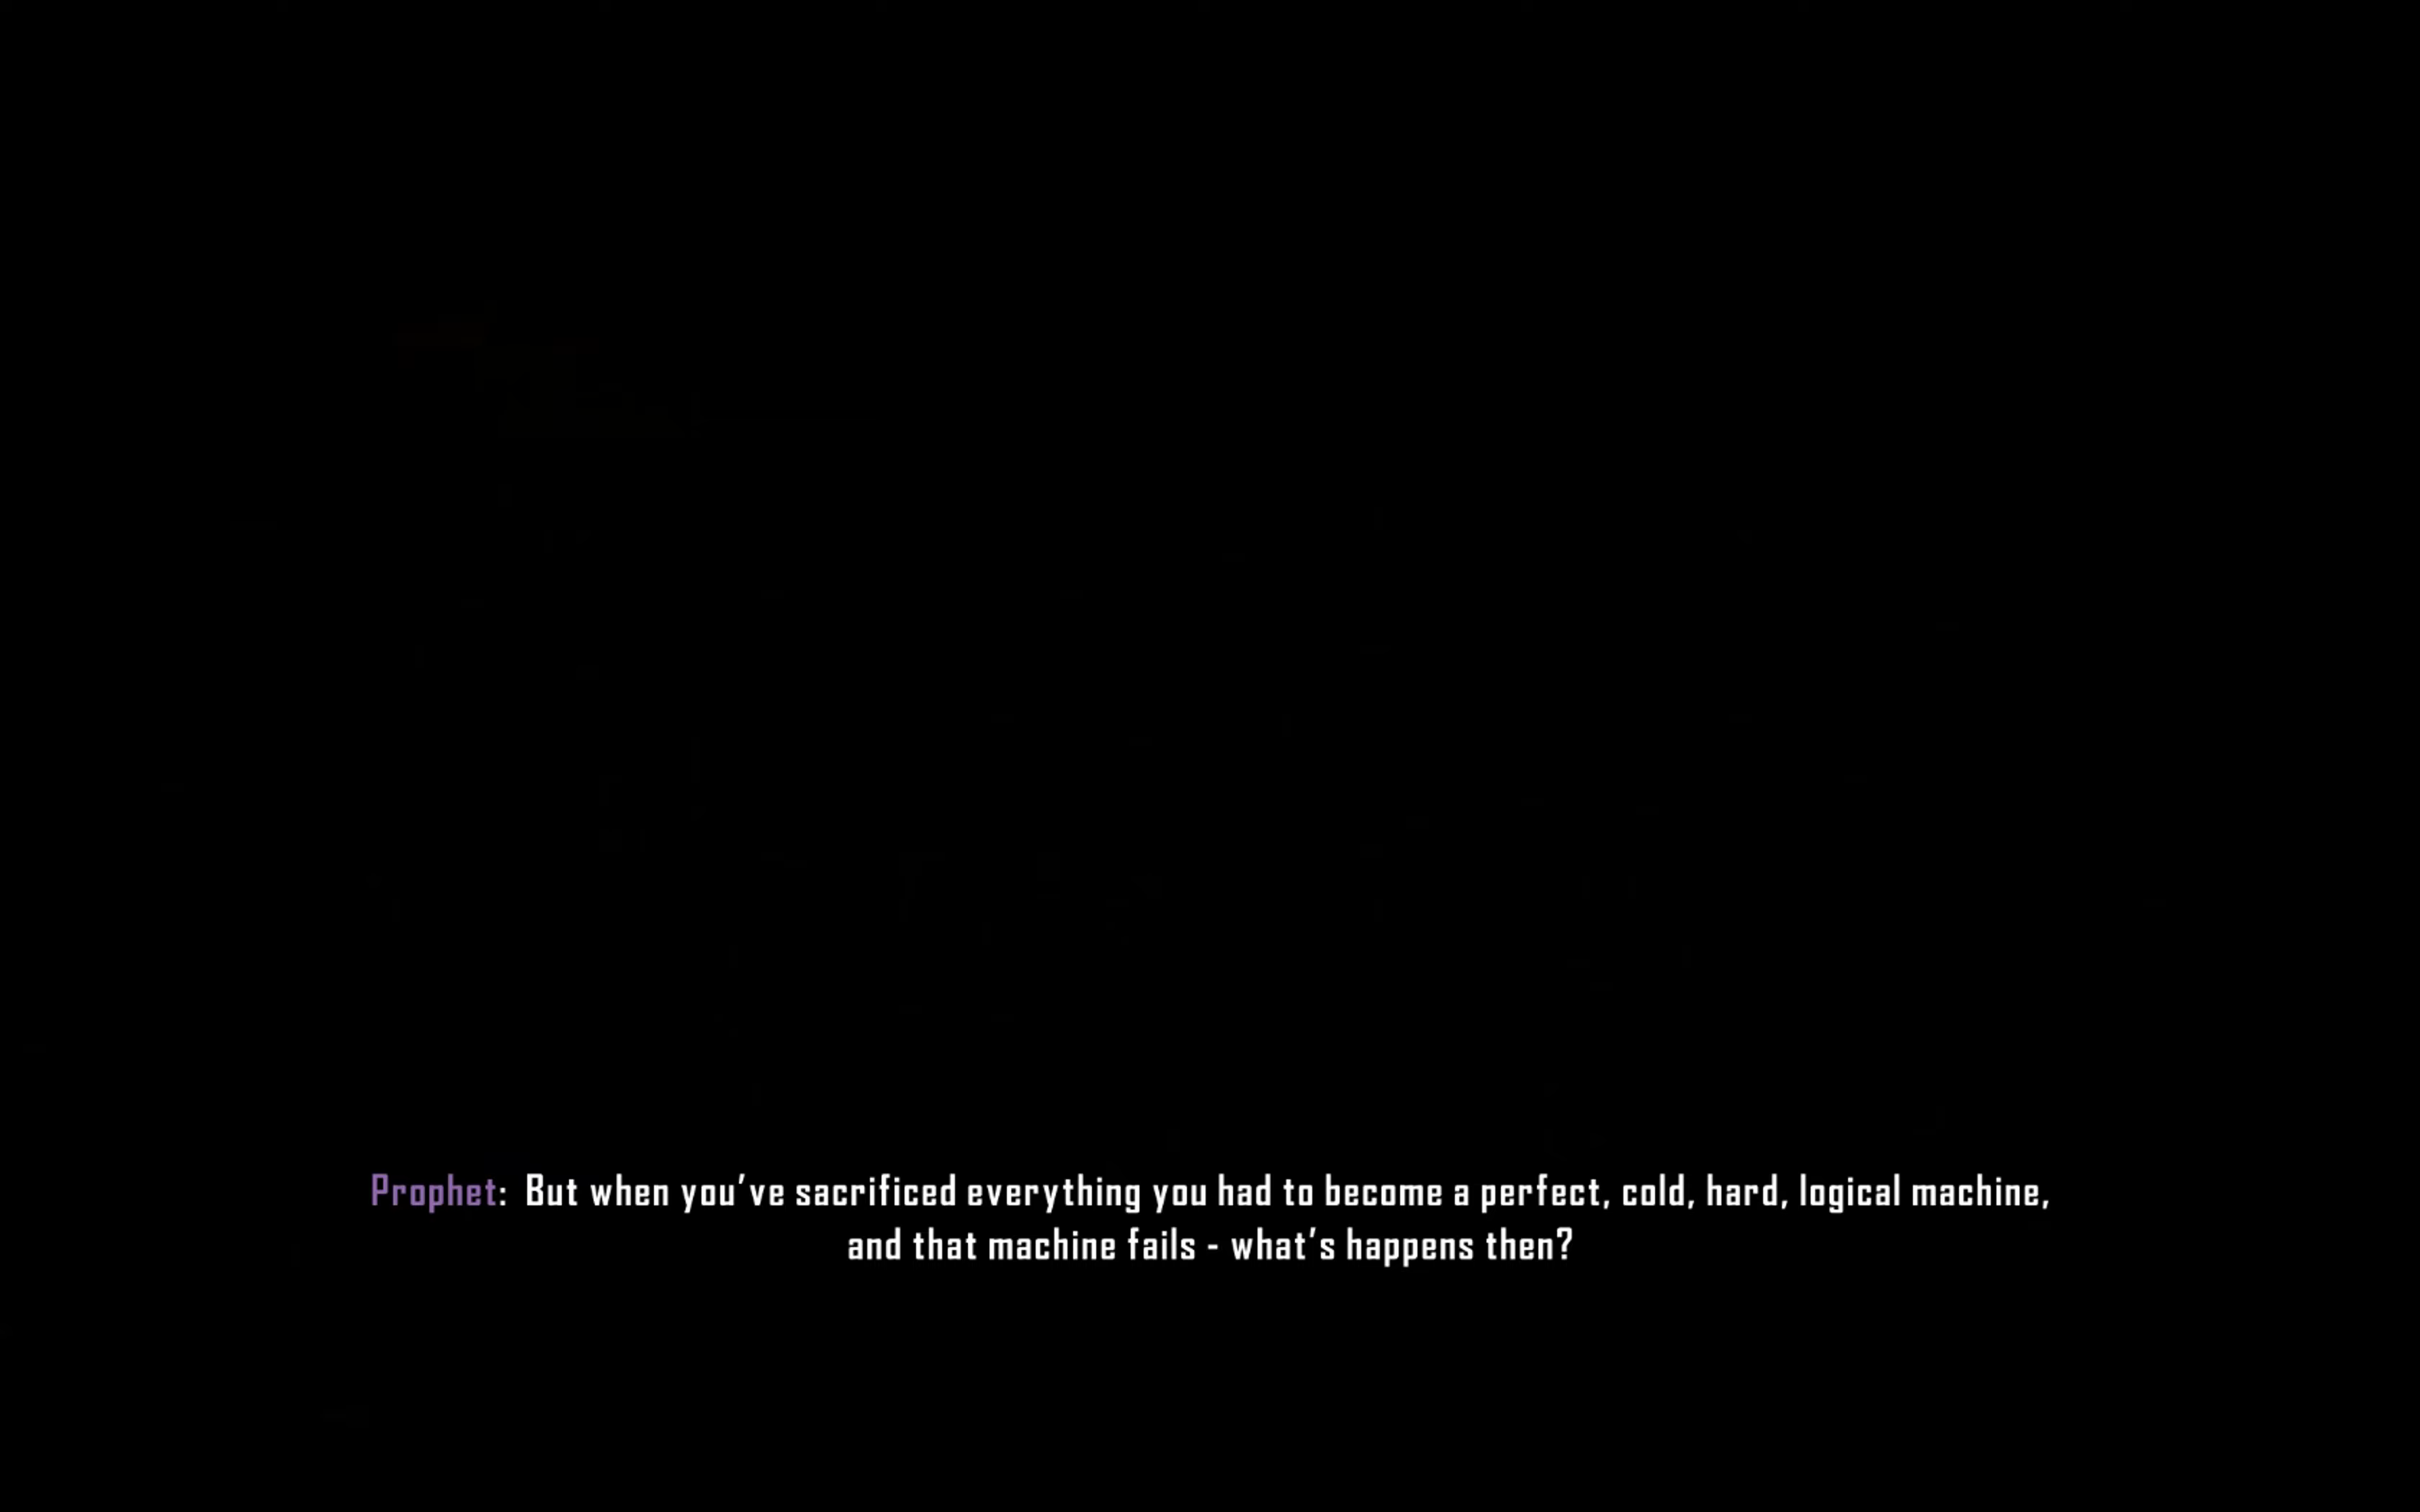 Prophet: But when you've sacrificed everything you had to become a perfect, cold, hard, logical machine,
and that machine fails - what's happens then?